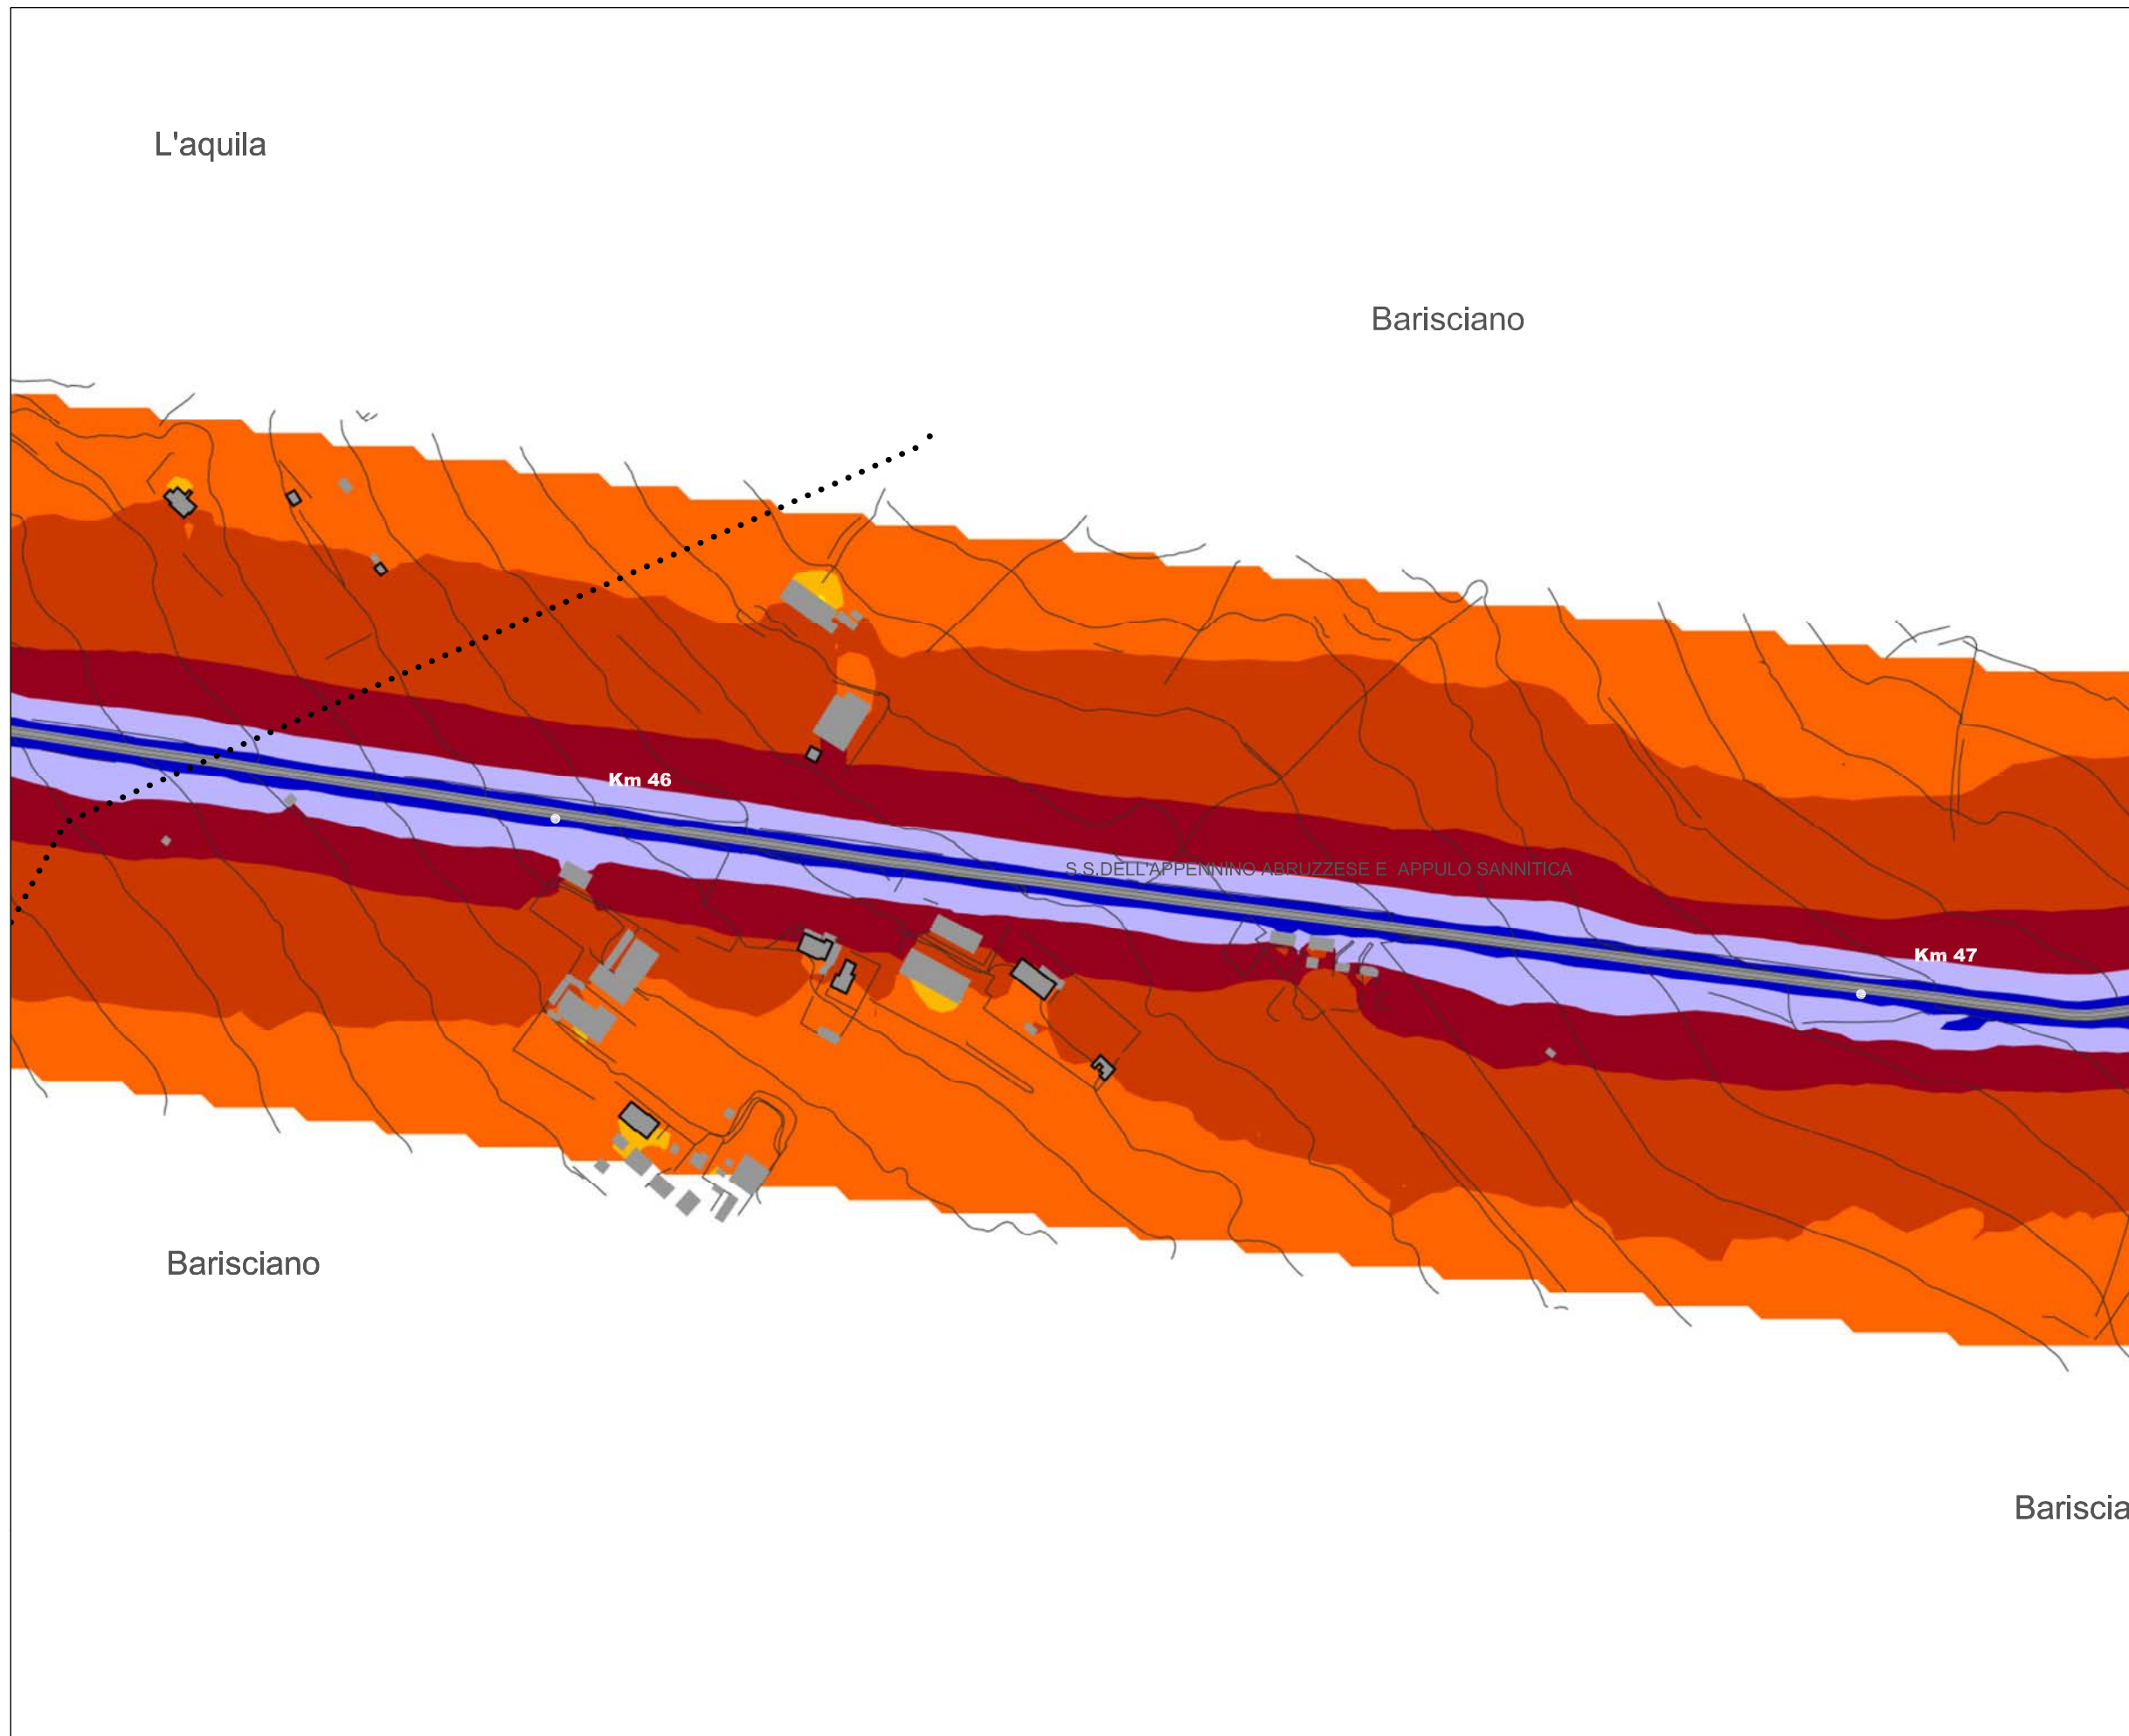 L'aquila
Barisciano
Km 46
S.S.DELL'APPENNINO ABRUZZESE E  APPULO SANNITICA
Km 47
Barisciano
Bariscia